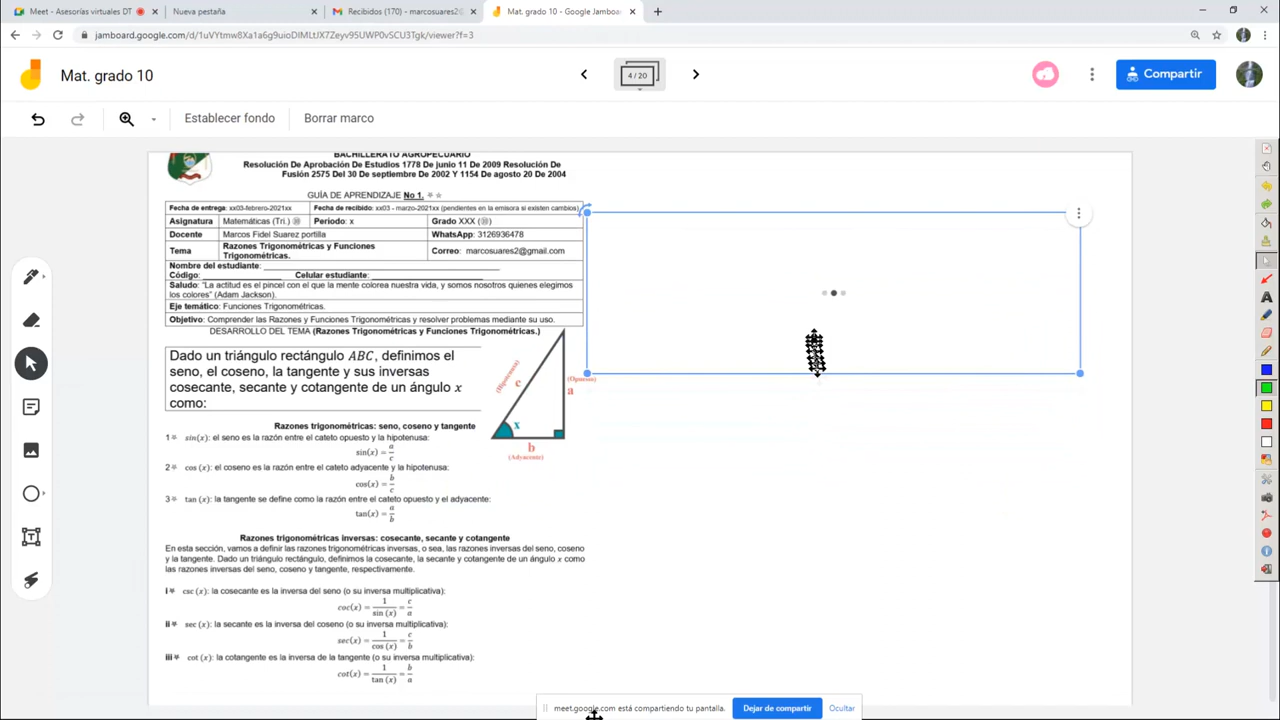 Meet - Asesorías virtuales DT
Nueva pestaña
Recibidos (170) - marcosuares2@
Mat. grado 10 - Google Jamboa
jamboard.google.com/d/1uVYtmw8Xa1a6g9uioDIMLtJX7Zeyv95UWP0vSCU3Tgk/viewer?f=3
Mat. grado 10
4 / 20
Compartir
Establecer fondo
Borrar marco
BACHILLERATO AGROPECUARIO
Resolución De Aprobación De Estudios 1778 De junio 11 De 2009 Resolución De
Fusión 2575 Del 30 De septiembre De 2002 Y 1154 De agosto 20 De 2004
GUÍA DE APRENDIZAJE No 1.
Fecha de entrega: xx03-febrero-2021xx Fecha de recibido: xx03 - marzo-2021xx (pendientes en la emisora si existen cambios)
Asignatura Matemáticas (Tri.) Periodo: x Grado XXX
Docente Marcos Fidel Suarez portilla WhatsApp: 3126936478
Tema Razones Trigonométricas y Funciones Trigonométricas. Correo: marcosuares2@gmail.com
Nombre del estudiante:
Código: Celular estudiante:
Saludo: "La actitud es el pincel con el que la mente colorea nuestra vida, y somos nosotros quienes elegimos
los colores" (Adam Jackson).
Eje temático: Funciones Trigonométricas.
Objetivo: Comprender las Razones y Funciones Trigonométricas y resolver problemas mediante su uso.
DESARROLLO DEL TEMA (Razones Trigonométricas y Funciones Trigonométricas.)
Dado un triángulo rectángulo ABC, definimos el
seno, el coseno, la tangente y sus inversas
cosecante, secante y cotangente de un ángulo x
como:
(Hipotenusa)
c
(Opuesto)
a
x
b
(Adyacente)
Razones trigonométricas: seno, coseno y tangente
1 sin(x): el seno es la razón entre el cateto opuesto y la hipotenusa:
sin(x) = a/c
2 cos (x): el coseno es la razón entre el cateto adyacente y la hipotenusa:
cos(x) = b/c
3 tan (x): la tangente se define como la razón entre el cateto opuesto y el adyacente:
tan(x) = a/b
Razones trigonométricas inversas: cosecante, secante y cotangente
En esta sección, vamos a definir las razones trigonométricas inversas, o sea, las razones inversas del seno, coseno
y la tangente. Dado un triángulo rectángulo, definimos la cosecante, la secante y cotangente de un ángulo x como
las razones inversas del seno, coseno y tangente, respectivamente.
i csc (x): la cosecante es la inversa del seno (o su inversa multiplicativa):
coc(x) = 1/sin (x) = c/a
ii sec (x): la secante es la inversa del coseno (o su inversa multiplicativa):
sec(x) = 1/cos (x) = c/b
iii cot (x): la cotangente es la inversa de la tangente (o su inversa multiplicativa):
cot(x) = 1/tan (x) = b/a
meet.google.com está compartiendo tu pantalla.
Dejar de compartir
Ocultar